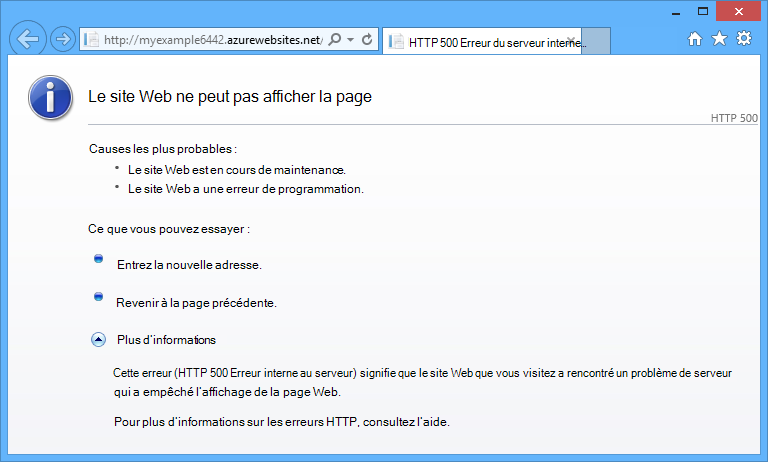 http://myexample6442.azurewebsites.net/
HTTP 500 Erreur du serveur interne...
Le site Web ne peut pas afficher la page
HTTP 500
Causes les plus probables :
• Le site Web est en cours de maintenance.
• Le site Web a une erreur de programmation.
Ce que vous pouvez essayer :
Entrez la nouvelle adresse.
Revenir à la page précédente.
Plus d'informations
Cette erreur (HTTP 500 Erreur interne au serveur) signifie que le site Web que vous visitez a rencontré un problème de serveur
qui a empêché l'affichage de la page Web.
Pour plus d'informations sur les erreurs HTTP, consultez l'aide.